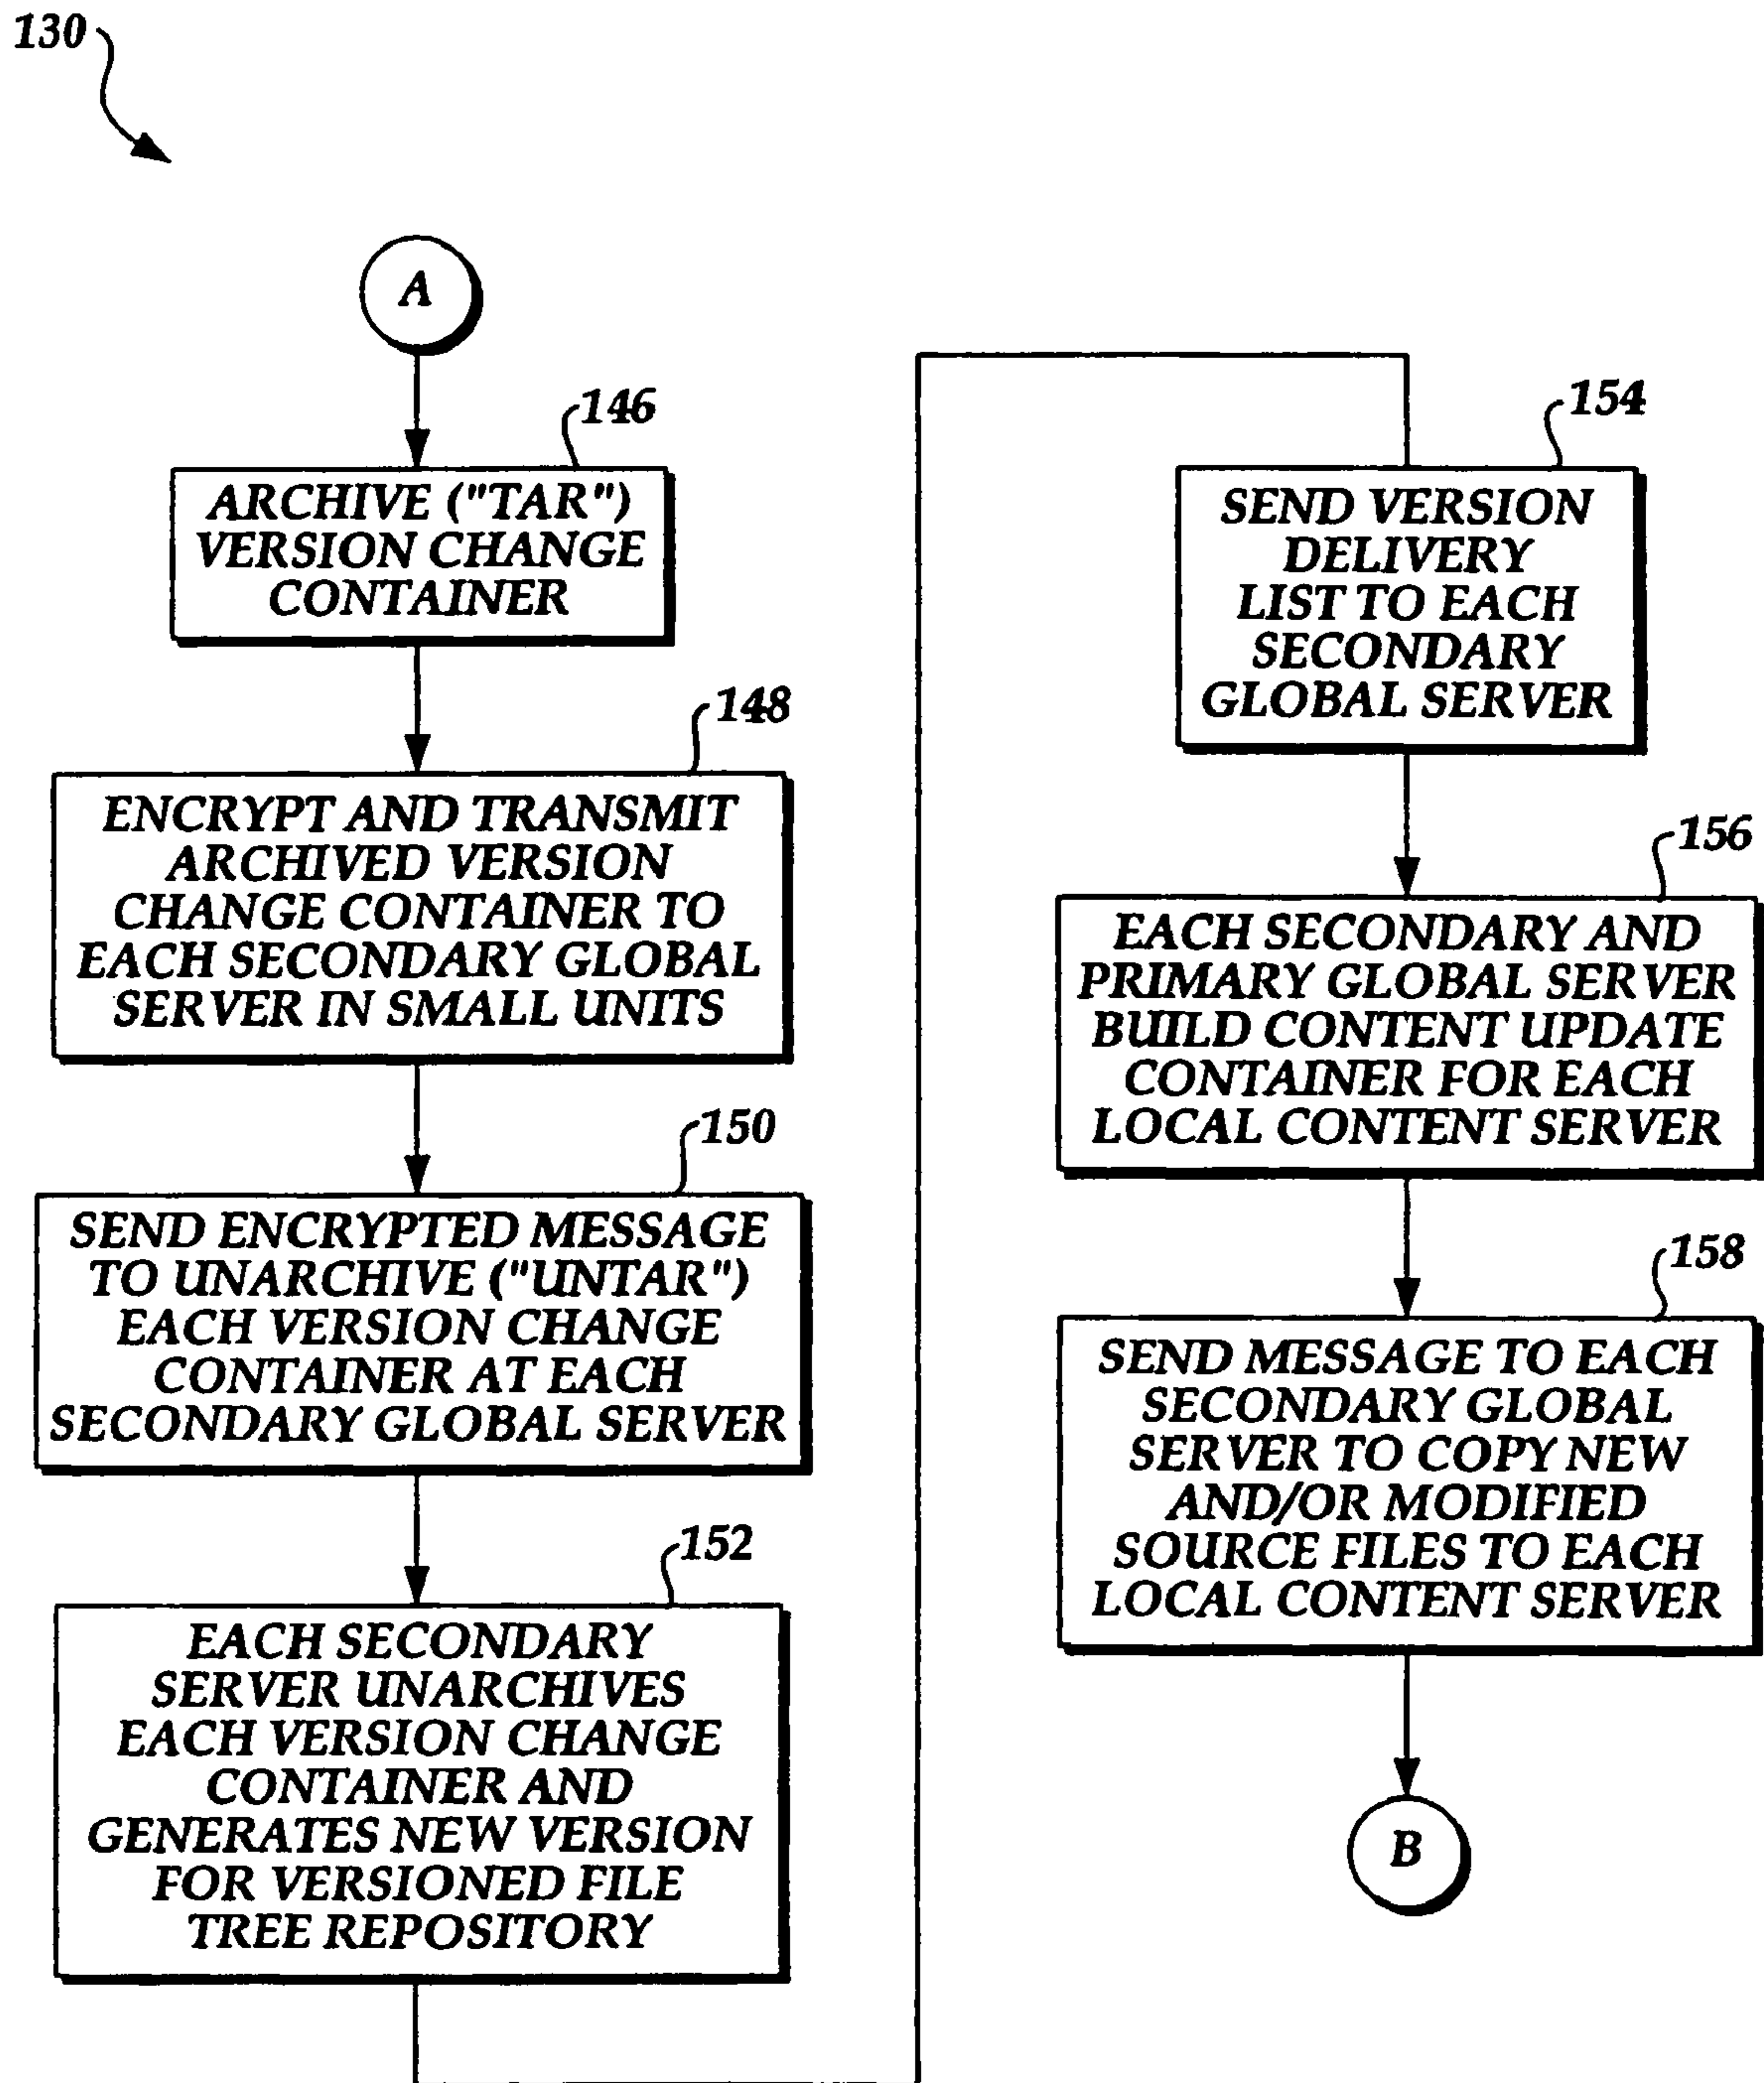 130
A
146
ARCHIVE ("TAR")
VERSION CHANGE
CONTAINER
148
ENCRYPT AND TRANSMIT
ARCHIVED VERSION
CHANGE CONTAINER TO
EACH SECONDARY GLOBAL
SERVER IN SMALL UNITS
150
SEND ENCRYPTED MESSAGE
TO UNARCHIVE ("UNTAR")
EACH VERSION CHANGE
CONTAINER AT EACH
SECONDARY GLOBAL SERVER
152
EACH SECONDARY
SERVER UNARCHIVES
EACH VERSION CHANGE
CONTAINER AND
GENERATES NEW VERSION
FOR VERSIONED FILE
TREE REPOSITORY
154
SEND VERSION
DELIVERY
LIST TO EACH
SECONDARY
GLOBAL SERVER
156
EACH SECONDARY AND
PRIMARY GLOBAL SERVER
BUILD CONTENT UPDATE
CONTAINER FOR EACH
LOCAL CONTENT SERVER
158
SEND MESSAGE TO EACH
SECONDARY GLOBAL
SERVER TO COPY NEW
AND/OR MODIFIED
SOURCE FILES TO EACH
LOCAL CONTENT SERVER
B